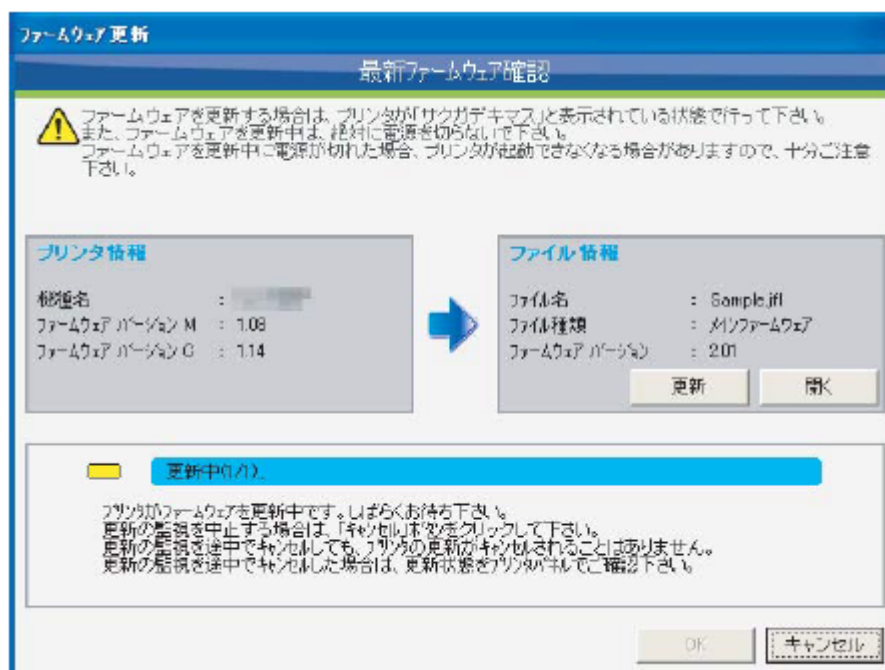 ファームウェア更新
最新ファームウェア確認
ファームウェアを更新する場合は、プリンタが「サクガデキマス」と表示されている状態で行って下さい。
また、ファームウェアを更新中は、絶対に電源を切らないで下さい。
ファームウェアを更新中に電源が切れた場合、プリンタが起動できなくなる場合がありますので、十分ご注意
下さい。
プリンタ情報
機種名 :
ファームウェア バージョン M : 1.08
ファームウェア バージョン G : 1.14
ファイル情報
ファイル名 : Sample.jfl
ファイル種類 : メインファームウェア
ファームウェア バージョン : 2.01
更新 開く
更新中(1/1)...
プリンタがファームウェアを更新中です。しばらくお待ち下さい。
更新の監視を中止する場合は、「キャンセル」ボタンをクリックして下さい。
更新の監視を途中でキャンセルしても、プリンタの更新がキャンセルされることはありません。
更新の監視を途中でキャンセルした場合は、更新状態をプリンタパネルでご確認下さい。
OK キャンセル